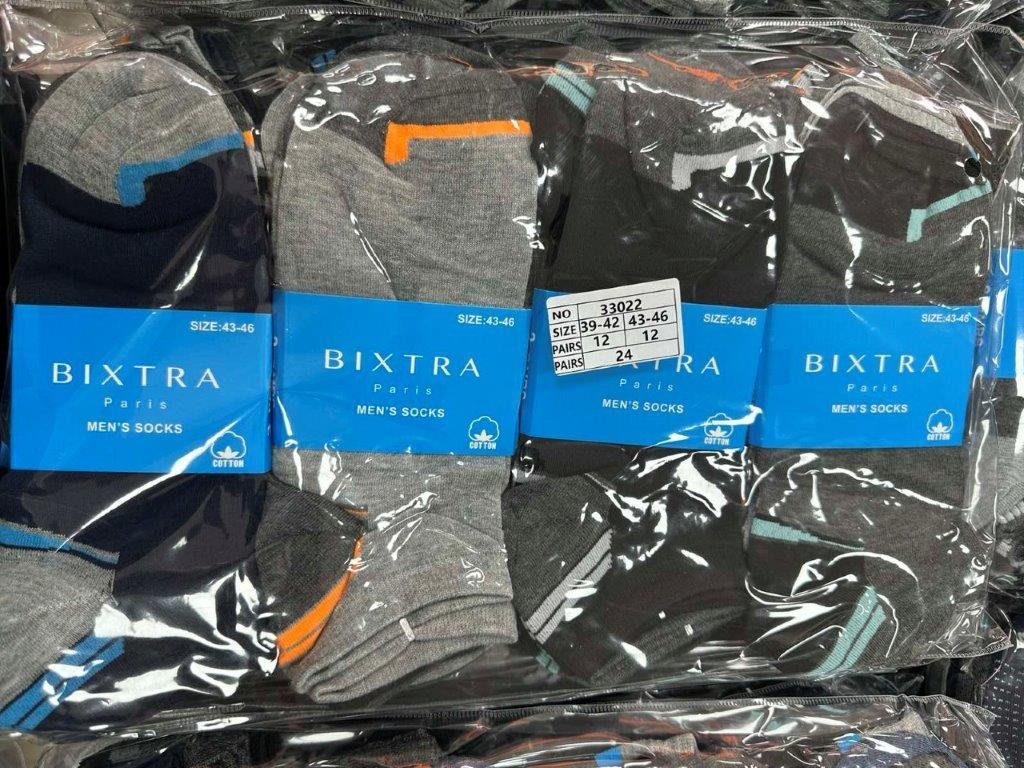 SIZE:43-46
BIXTRA
Paris
MEN'S SOCKS
COTTON
SIZE:43-46
BIXTRA
Paris
MEN'S SOCKS
COTTON
NO 33022
SIZE 39-42 43-46
PAIRS 12 12
PAIRS 24
SIZE:43-46
RA
Paris
MEN'S SOCKS
COTTON
SIZE:43-46
BIXTRA
Paris
MEN'S SOCKS
COTTON